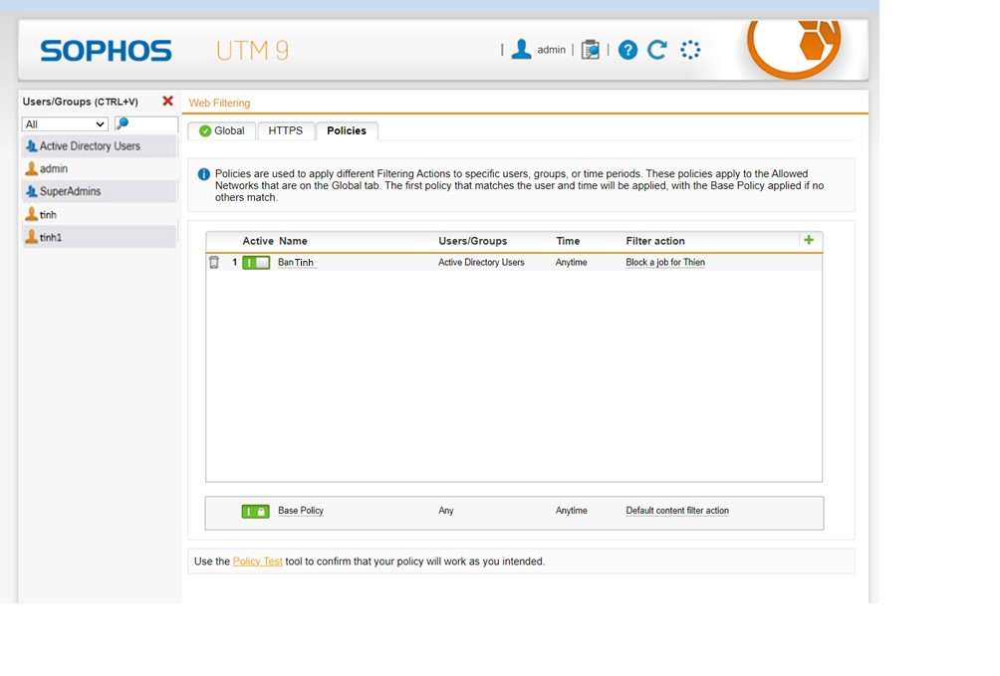 SOPHOS UTM 9
| admin | |
Users/Groups (CTRL+V)
All
Active Directory Users
admin
SuperAdmins
tinh
tinh1
Web Filtering
Global HTTPS Policies
Policies are used to apply different Filtering Actions to specific users, groups, or time periods. These policies apply to the Allowed
Networks that are on the Global tab. The first policy that matches the user and time will be applied, with the Base Policy applied if no
others match.
Active Name Users/Groups Time Filter action
1 Ban Tinh Active Directory Users Anytime Block a job for Thien
Base Policy Any Anytime Default content filter action
Use the Policy Test tool to confirm that your policy will work as you intended.